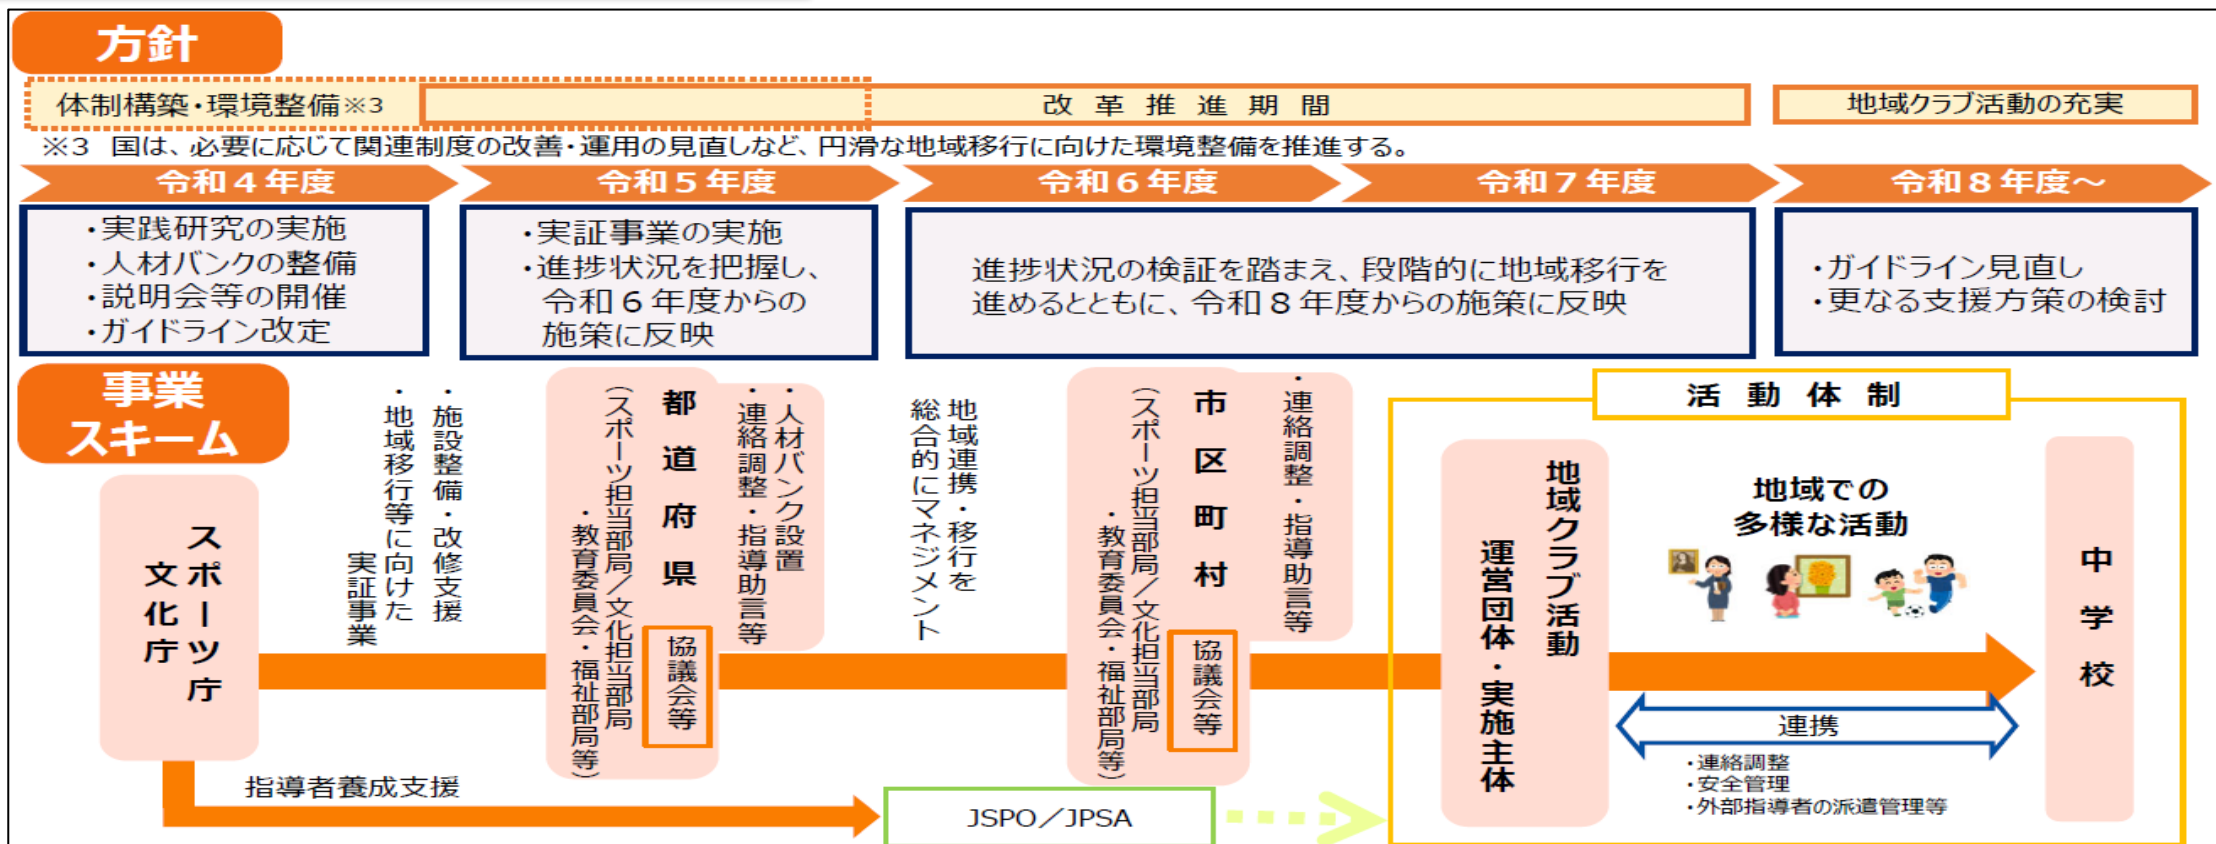 方針
体制構築・環境整備※3
改革推進期間
地域クラブ活動の充実
※3 国は、必要に応じて関連制度の改善・運用の見直しなど、円滑な地域移行に向けた環境整備を推進する。
令和４年度
令和５年度
令和６年度
令和７年度
令和８年度～
・実践研究の実施
・人材バンクの整備
・説明会等の開催
・ガイドライン改定
・実証事業の実施
・進捗状況を把握し、
令和６年度からの
施策に反映
進捗状況の検証を踏まえ、段階的に地域移行を
進めるとともに、令和８年度からの施策に反映
・ガイドライン見直し
・更なる支援方策の検討
事業
スキーム
スポーツ庁
文化庁
・施設整備・改修支援
・地域移行等に向けた
実証事業
都道府県
（スポーツ担当部局／文化担当部局
・教育委員会・福祉部局等）
協議会等
・人材バンク設置
・連絡調整・指導助言等
地域連携・移行を
総合的にマネジメント
市区町村
（スポーツ担当部局／文化担当部局
・教育委員会・福祉部局等）
協議会等
・連絡調整・指導助言等
活動体制
地域クラブ活動
運営団体・実施主体
地域での
多様な活動
中学校
連携
・連絡調整
・安全管理
・外部指導者の派遣管理等
指導者養成支援
JSPO／JPSA